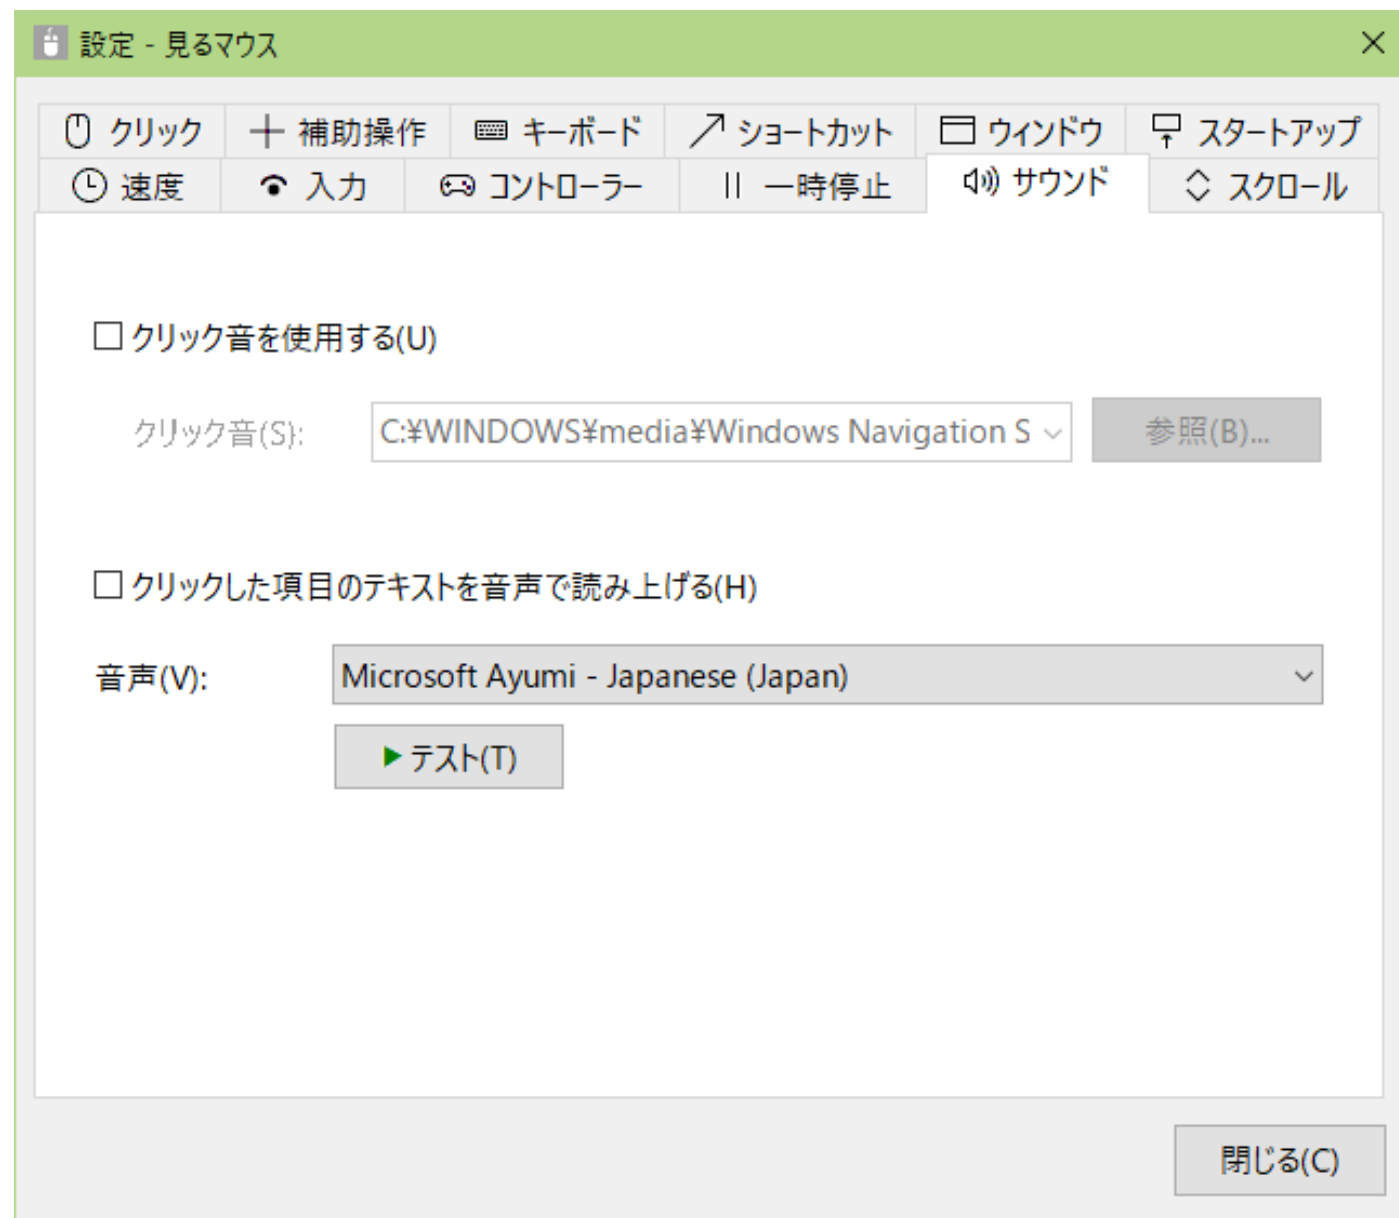 設定 - 見るマウス
クリック 補助操作 キーボード ショートカット ウィンドウ スタートアップ
速度 入力 コントローラー 一時停止 サウンド スクロール
クリック音を使用する(U)
クリック音(S): C:¥WINDOWS¥media¥Windows Navigation S 参照(B)...
クリックした項目のテキストを音声で読み上げる(H)
音声(V): Microsoft Ayumi - Japanese (Japan)
テスト(T)
閉じる(C)